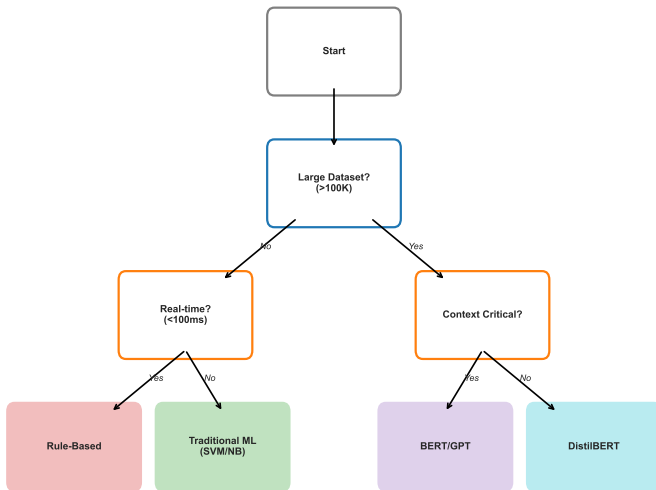 Start
Large Dataset?
(>100K)
No
Yes
Real-time?
(<100ms)
Context Critical?
Yes
No
Yes
No
Rule-Based
Traditional ML
(SVM/NB)
BERT/GPT
DistilBERT